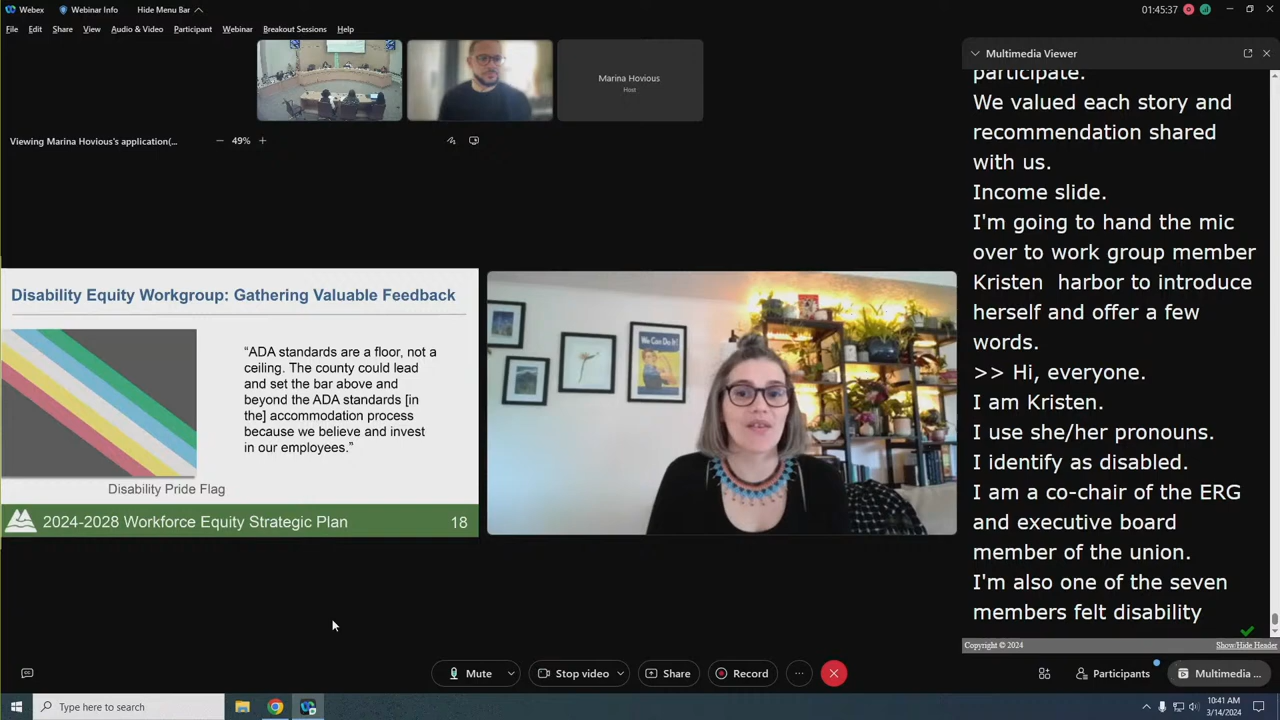 Webex
Webinar Info
Hide Menu Bar
01:45:37
File
Edit
Share
View
Audio & Video
Participant
Webinar
Breakout Sessions
Help
Marina Hovious
Host
Viewing Marina Hovious's application(...
49%
Disability Equity Workgroup: Gathering Valuable Feedback
“ADA standards are a floor, not a
ceiling. The county could lead
and set the bar above and
beyond the ADA standards [in
the] accommodation process
because we believe and invest
in our employees.”
Disability Pride Flag
2024-2028 Workforce Equity Strategic Plan
18
We Can Do It!
Multimedia Viewer
participate.
We valued each story and
recommendation shared
with us.
Income slide.
I'm going to hand the mic
over to work group member
Kristen  harbor to introduce
herself and offer a few
words.
>> Hi, everyone.
I am Kristen.
I use she/her pronouns.
I identify as disabled.
I am a co-chair of the ERG
and executive board
member of the union.
I'm also one of the seven
members felt disability
Copyright © 2024
Show/Hide Header
Mute
Stop video
Share
Record
Participants
Multimedia ...
Type here to search
10:41 AM
3/14/2024